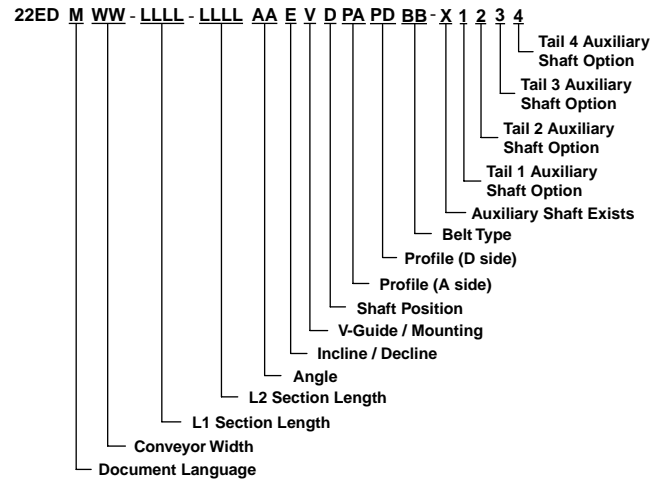 22ED M WW - LLLL - LLLL AA E V D PA PD BB - X 1 2 3 4
Tail 4 Auxiliary
Shaft Option
Tail 3 Auxiliary
Shaft Option
Tail 2 Auxiliary
Shaft Option
Tail 1 Auxiliary
Shaft Option
Auxiliary Shaft Exists
Belt Type
Profile (D side)
Profile (A side)
Shaft Position
V-Guide / Mounting
Incline / Decline
Angle
L2 Section Length
L1 Section Length
Conveyor Width
Document Language